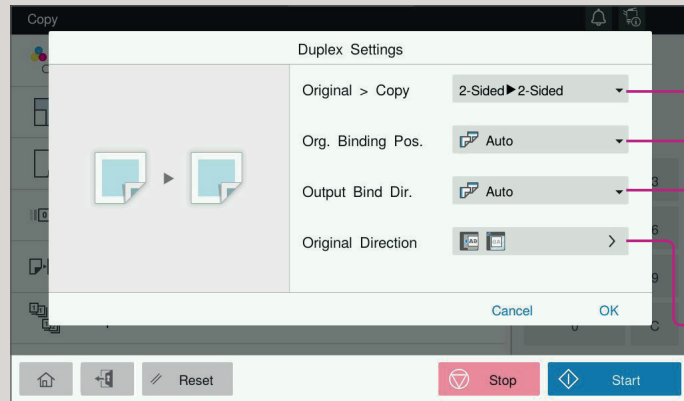 Copy
Duplex Settings
Original > Copy
2-Sided▶2-Sided
Org. Binding Pos.
Auto
Output Bind Dir.
Auto
Original Direction
Cancel
OK
3
6
9
0
C
Reset
Stop
Start